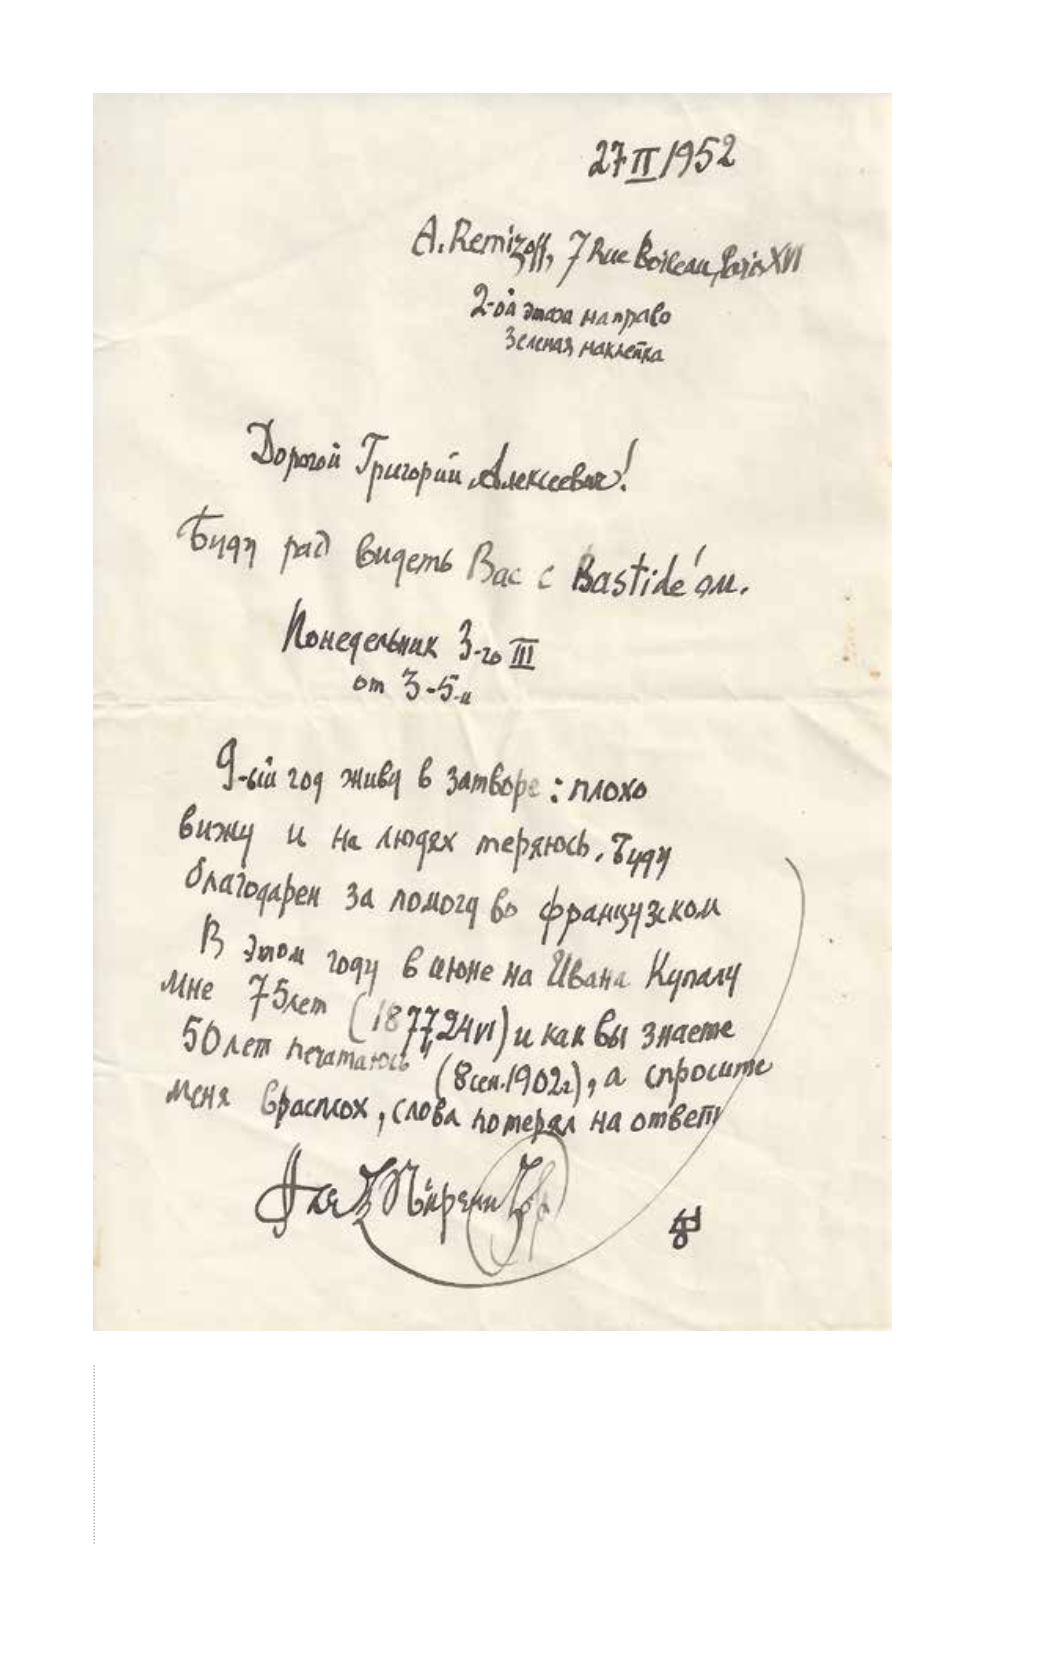 27 II 1952
A. Remizoff, 7 Rue Boileau, Paris XVI
2-ой этаж направо
зеленая наклейка
Дорогой Григорий Алексеевич!
Буду рад видеть Вас с Bastide'ом.
Понедельник 3-го III
от 3-5-и
9-ый год живу в затворе: плохо
вижу и на людях теряюсь. Буду
благодарен за помогу во французском
В этом году в июне на Ивана Купалу
мне 75 лет (1877 24 VI) и как вы знаете
50 лет "печатаюсь" (8 сен. 1902 г), а спросите
меня врасплох, слова потерял на ответ